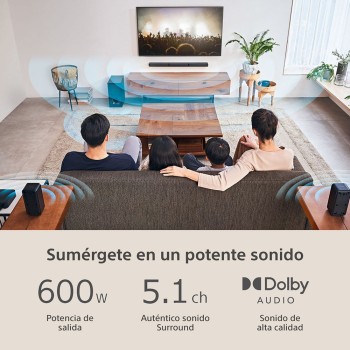 Sumérgete en un potente sonido
600 W
5.1 ch
Dolby
AUDIO
Potencia de
salida
Auténtico sonido
Surround
Sonido de
alta calidad